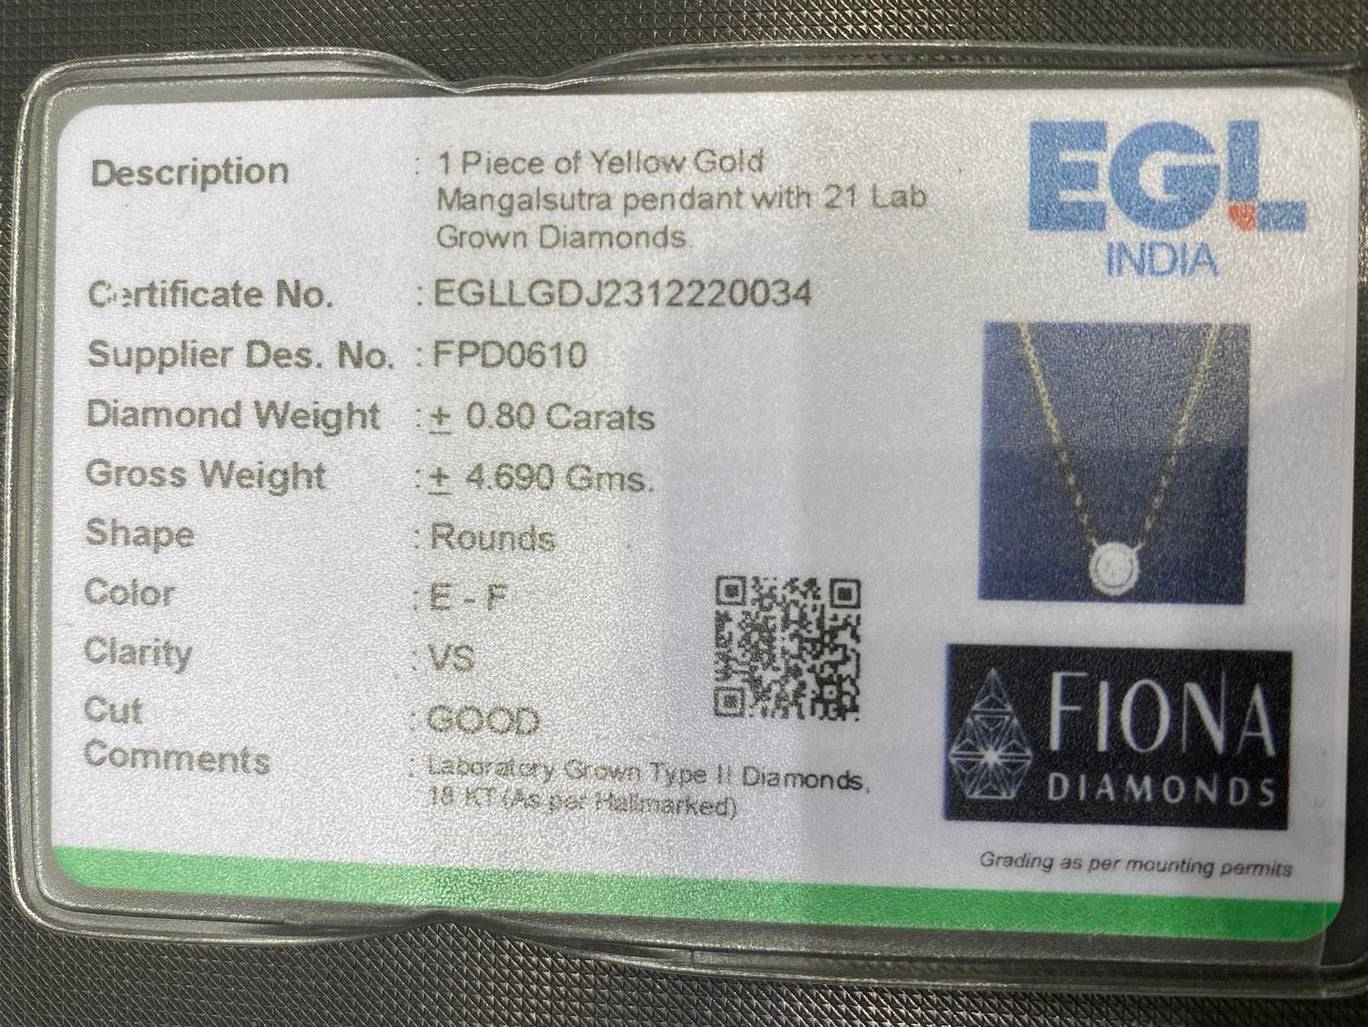 EGL
INDIA
Description : 1 Piece of Yellow Gold
Mangalsutra pendant with 21 Lab
Grown Diamonds.
Certificate No. : EGLLGDJ2312220034
Supplier Des. No. : FPD0610
Diamond Weight : ± 0.80 Carats
Gross Weight : ± 4.690 Gms.
Shape : Rounds
Color : E - F
Clarity : VS
Cut : GOOD
Comments : Laboratory Grown Type II Diamonds,
18 KT (As per Hallmarked)
FIONA
DIAMONDS
Grading as per mounting permits